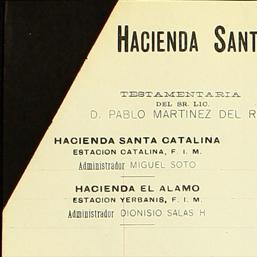 HACIENDA SANT
TESTAMENTARIA
DEL SR. LIC.
D. PABLO MARTINEZ DEL R
HACIENDA SANTA CATALINA
ESTACION CATALINA, F. I. M.
Administrador MIGUEL SOTO
HACIENDA EL ALAMO
ESTACION YERBANIS, F. I. M.
Administrador DIONISIO SALAS H